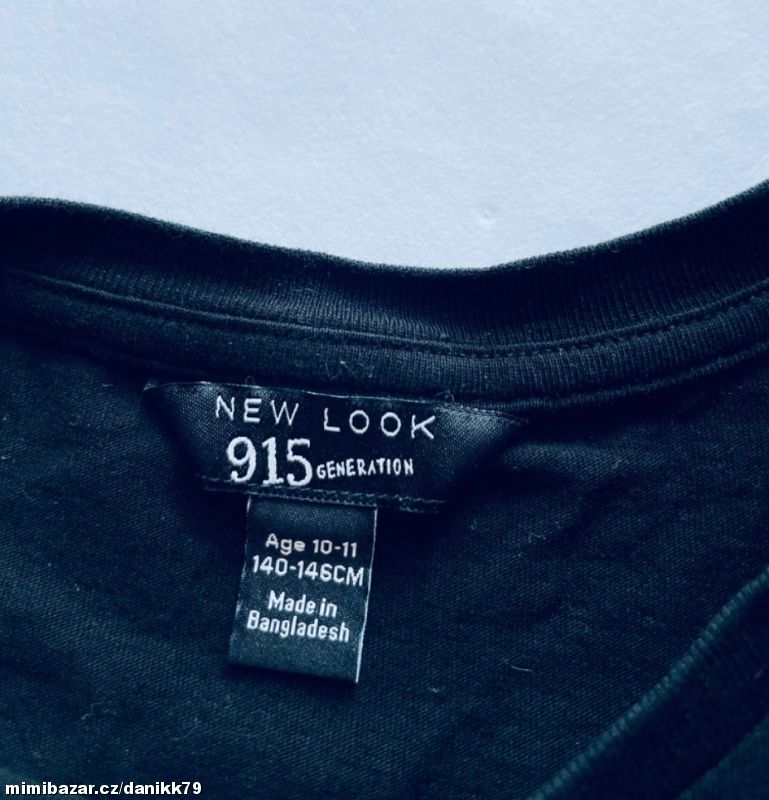 NEW LOOK
915 GENERATION
Age 10-11
140-146CM
Made in
Bangladesh
mimibazar.cz/danikk79